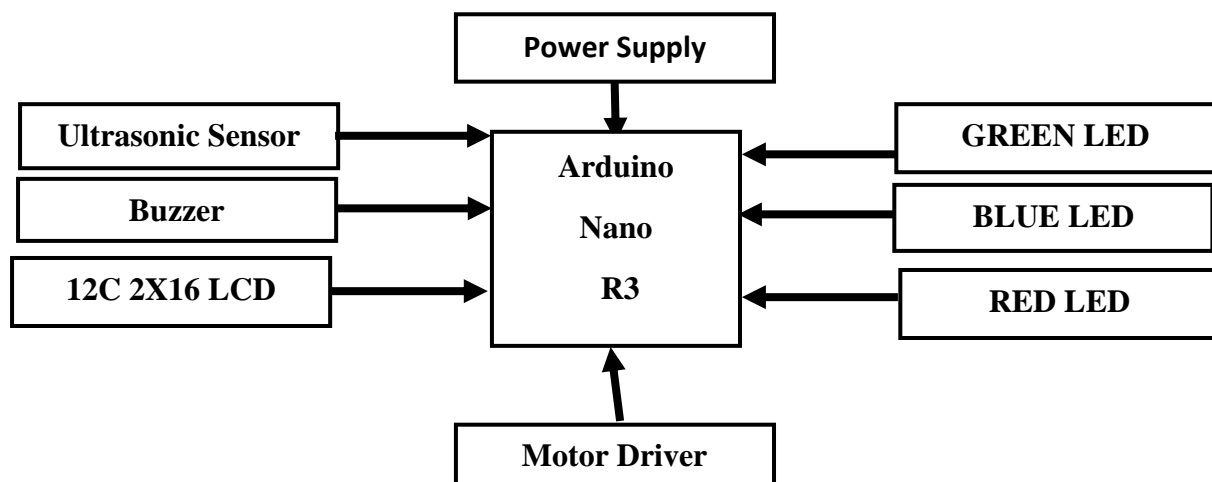 Power Supply
Ultrasonic Sensor
Buzzer
12C 2X16 LCD
Arduino
Nano
R3
GREEN LED
BLUE LED
RED LED
Motor Driver